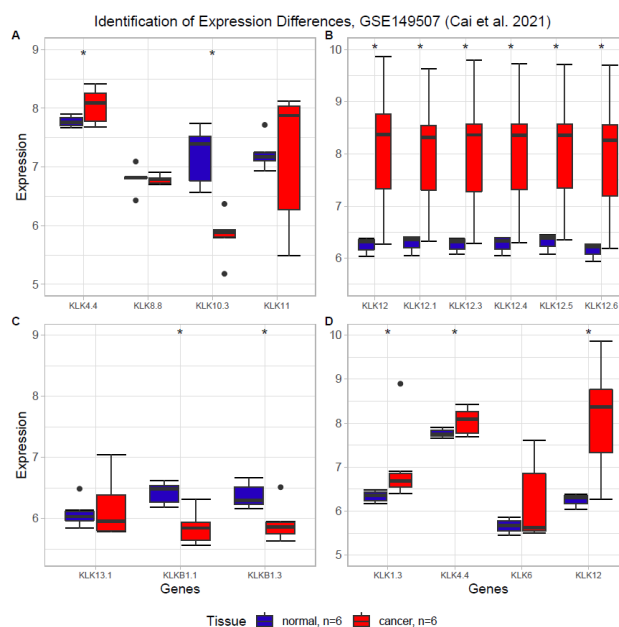 Identification of Expression Differences, GSE149507 (Cai et al. 2021)
A
B
9
8
7
6
5
Expression
* *
KLK4.4 KLK8.8 KLK10.3 KLK11
10
9
8
7
6
* * * * * *
KLK12 KLK12.1 KLK12.3 KLK12.4 KLK12.5 KLK12.6
C
D
9
8
7
6
Expression
* *
KLK13.1 KLKB1.1 KLKB1.3
Genes
10
9
8
7
6
5
* * *
KLK1.3 KLK4.4 KLK6 KLK12
Genes
Tissue normal, n=6 cancer, n=6